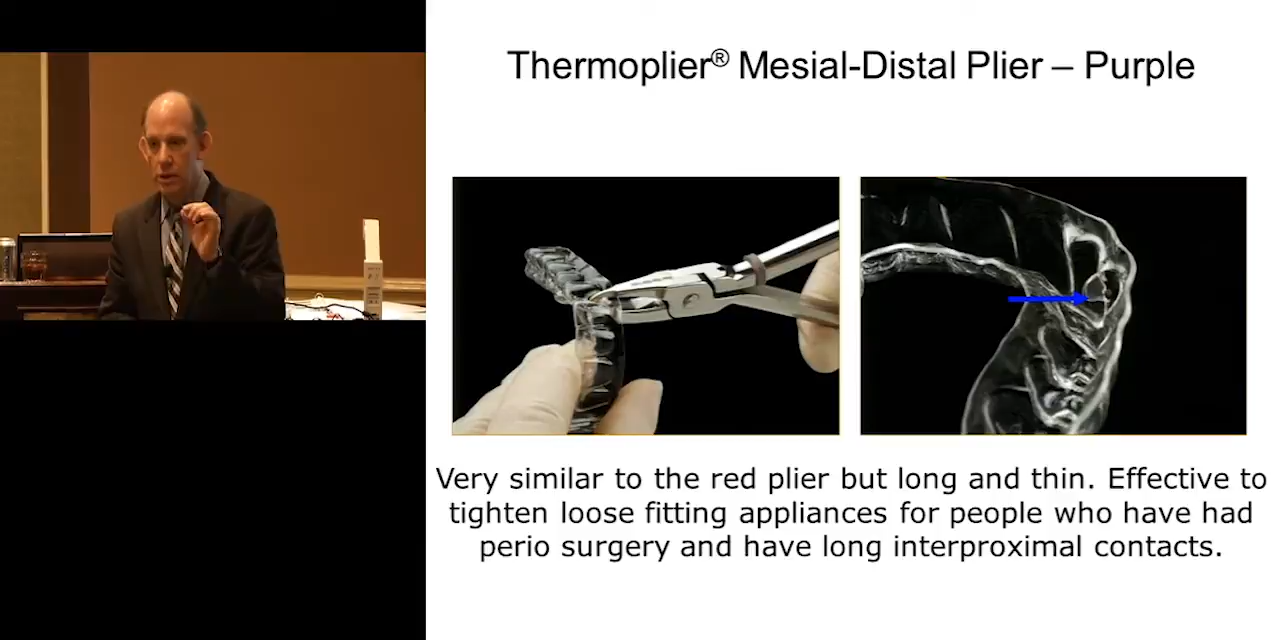 Thermoplier® Mesial-Distal Plier – Purple
Very similar to the red plier but long and thin. Effective to
tighten loose fitting appliances for people who have had
perio surgery and have long interproximal contacts.